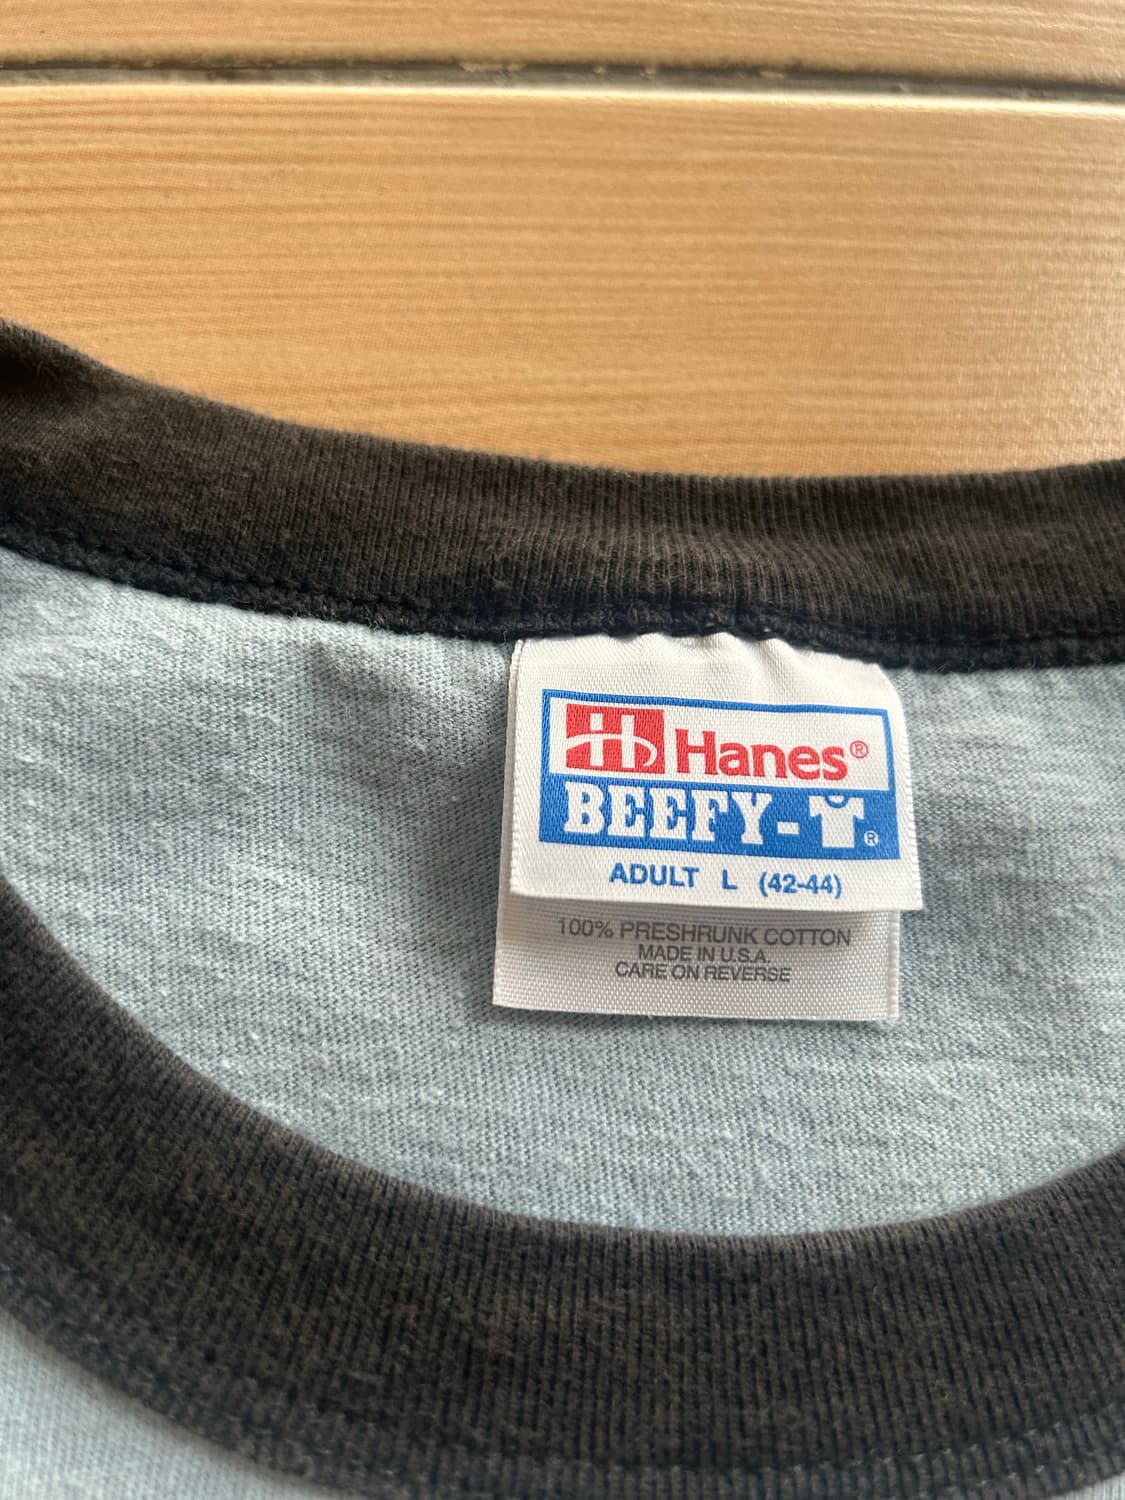 Hanes®
BEEFY-T®
ADULT L (42-44)
100% PRESHRUNK COTTON
MADE IN U.S.A.
CARE ON REVERSE